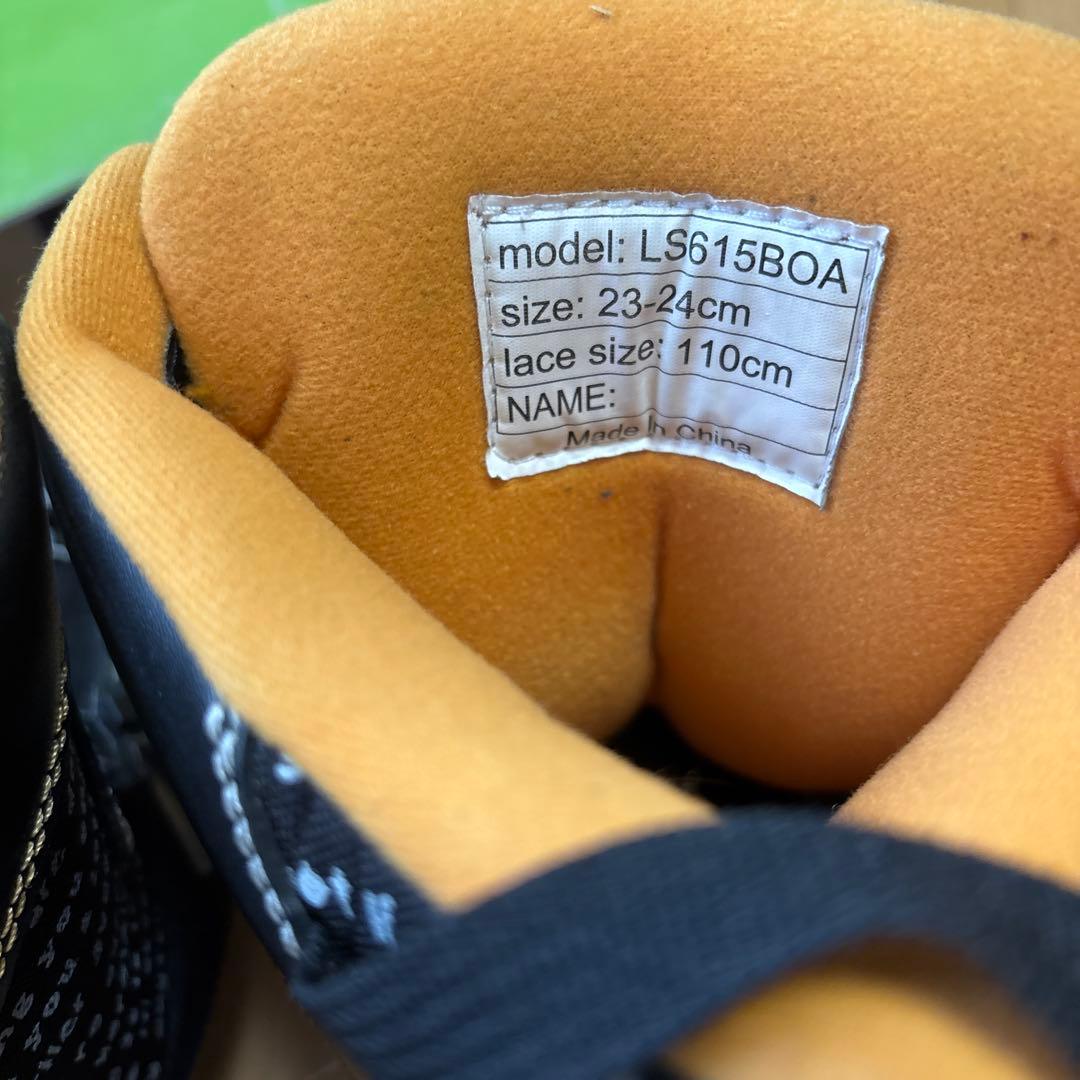 model: LS615BOA
size: 23-24cm
lace size: 110cm
NAME:
Made In China